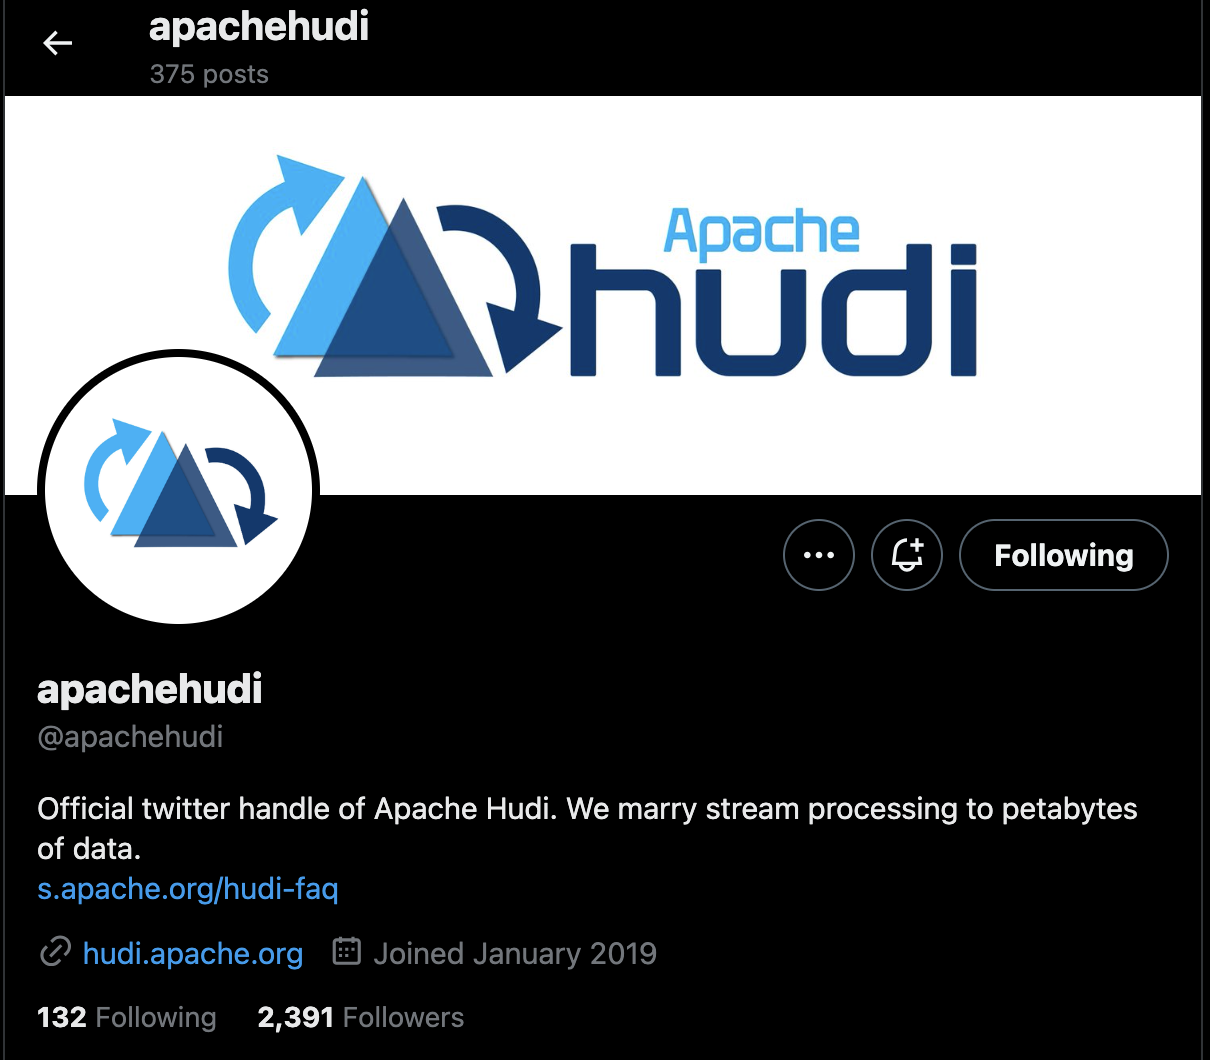 apachehudi
375 posts
Apache
hudi
Following
apachehudi
@apachehudi
Official twitter handle of Apache Hudi. We marry stream processing to petabytes
of data.
s.apache.org/hudi-faq
hudi.apache.org Joined January 2019
132 Following 2,391 Followers